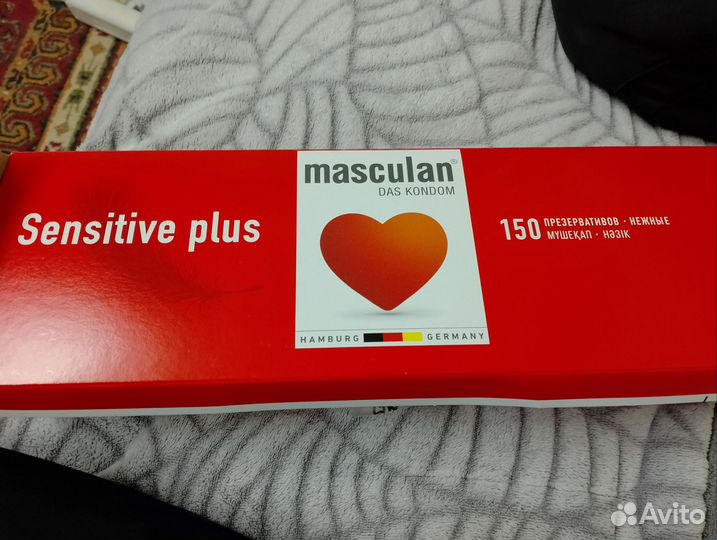 masculan®
DAS KONDOM
Sensitive plus
150 ПРЕЗЕРВАТИВОВ · НЕЖНЫЕ
МҮШЕҚАП · НӘЗІК
HAMBURG GERMANY
Avito